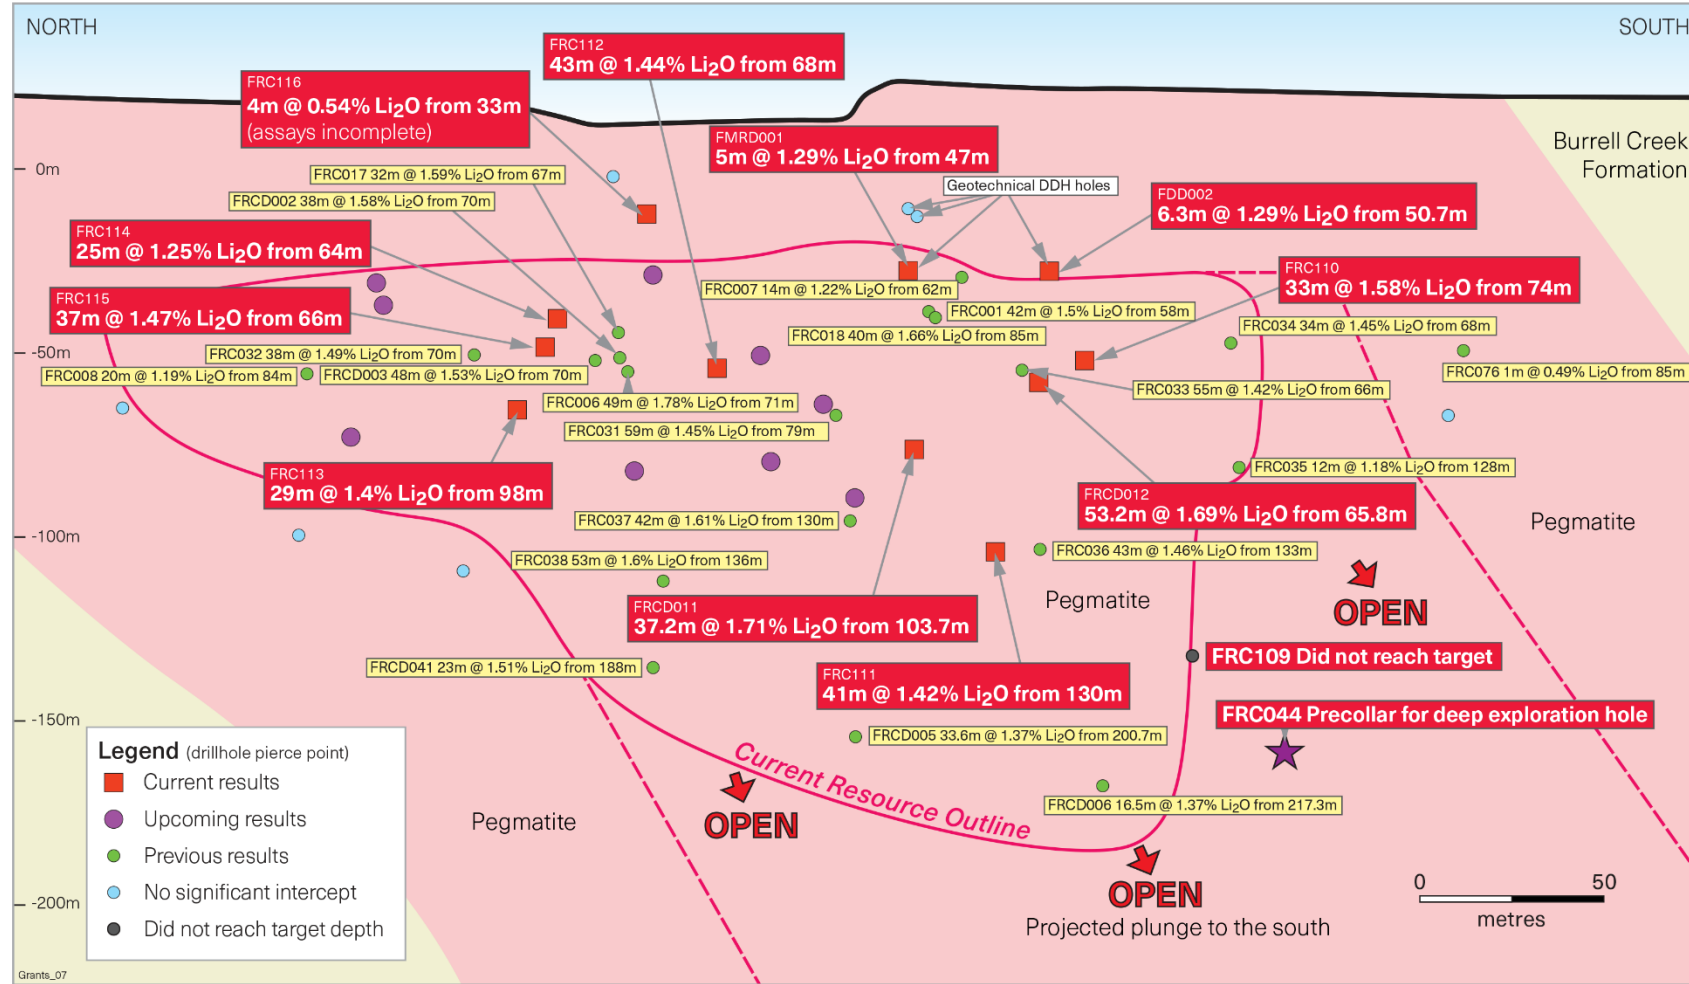 NORTH
SOUTH
FRC112
43m @ 1.44% Li2O from 68m
FRC116
4m @ 0.54% Li2O from 33m
(assays incomplete)
FMRD001
5m @ 1.29% Li2O from 47m
Burrell Creek
Formation
0m
FRC017 32m @ 1.59% Li2O from 67m
Geotechnical DDH holes
FRCD002 38m @ 1.58% Li2O from 70m
FDD002
6.3m @ 1.29% Li2O from 50.7m
FRC114
25m @ 1.25% Li2O from 64m
FRC110
33m @ 1.58% Li2O from 74m
FRC007 14m @ 1.22% Li2O from 62m
FRC115
37m @ 1.47% Li2O from 66m
FRC001 42m @ 1.5% Li2O from 58m
FRC034 34m @ 1.45% Li2O from 68m
FRC018 40m @ 1.66% Li2O from 85m
-50m
FRC032 38m @ 1.49% Li2O from 70m
FRC008 20m @ 1.19% Li2O from 84m
FRCD003 48m @ 1.53% Li2O from 70m
FRC076 1m @ 0.49% Li2O from 85m
FRC033 55m @ 1.42% Li2O from 66m
FRC006 49m @ 1.78% Li2O from 71m
FRC031 59m @ 1.45% Li2O from 79m
FRC113
29m @ 1.4% Li2O from 98m
FRC035 12m @ 1.18% Li2O from 128m
FRCD012
53.2m @ 1.69% Li2O from 65.8m
FRC037 42m @ 1.61% Li2O from 130m
Pegmatite
-100m
FRC036 43m @ 1.46% Li2O from 133m
FRC038 53m @ 1.6% Li2O from 136m
Pegmatite
OPEN
FRCD011
37.2m @ 1.71% Li2O from 103.7m
FRC109 Did not reach target
FRCD041 23m @ 1.51% Li2O from 188m
FRC111
41m @ 1.42% Li2O from 130m
FRC044 Precollar for deep exploration hole
-150m
FRCD005 33.6m @ 1.37% Li2O from 200.7m
Current Resource Outline
FRCD006 16.5m @ 1.37% Li2O from 217.3m
Pegmatite
OPEN
OPEN
Projected plunge to the south
0 50
metres
-200m
Legend (drillhole pierce point)
Current results
Upcoming results
Previous results
No significant intercept
Did not reach target depth
Grants_07